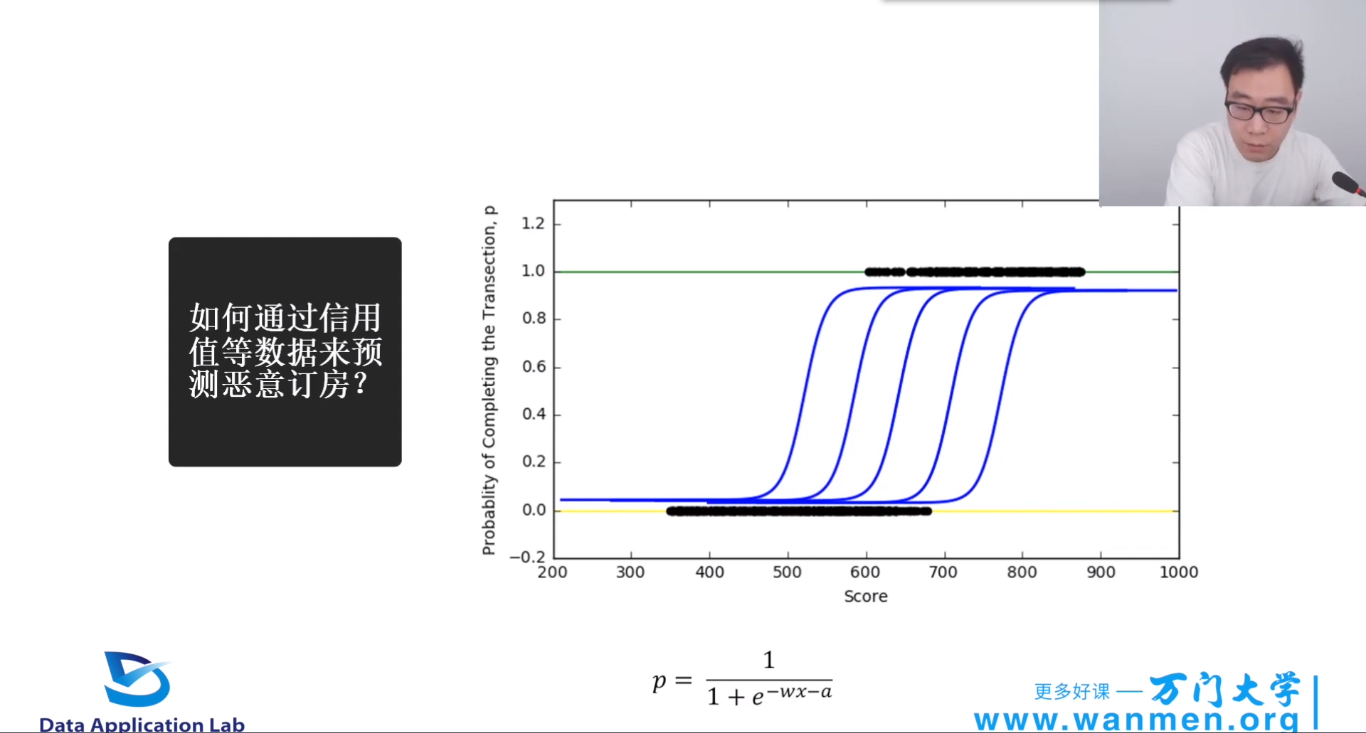 如何通过信用
值等数据来预
测恶意订房?
Probablity of Completing the Transection, p
1.2
1.0
0.8
0.6
0.4
0.2
0.0
−0.2
200 300 400 500 600 700 800 900 1000
Score
p = 1 / (1 + e^{−wx−a})
Data Application Lab
更多好课 — 万门大学
www.wanmen.org